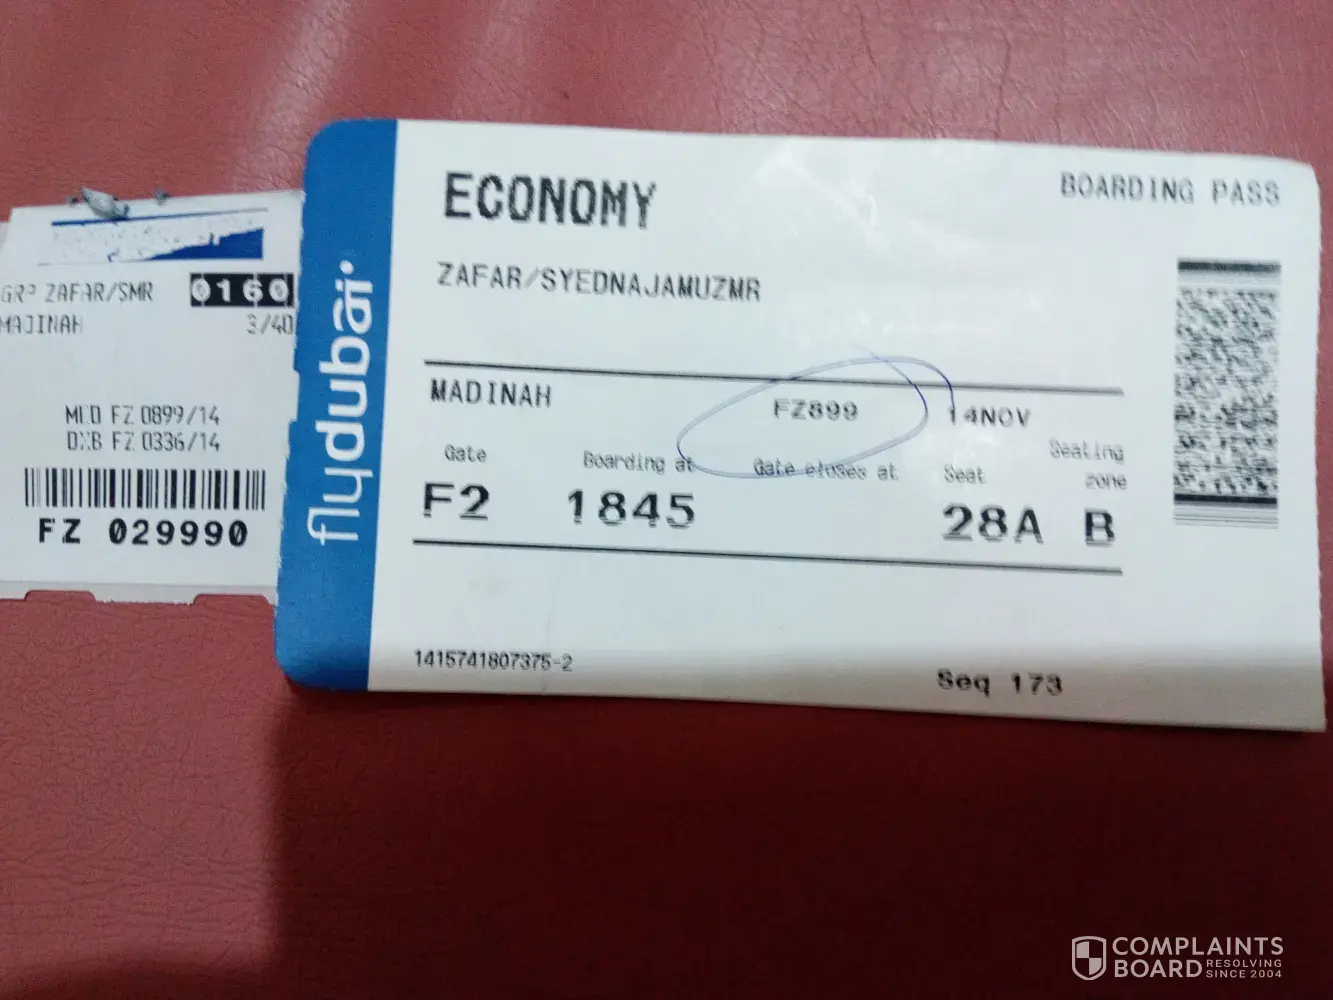 GRP ZAFAR/SMR 0160
MADINAH 3/40
MED FZ 0899/14
DXB FZ 0336/14
FZ 029990
flydubai
ECONOMY
BOARDING PASS
ZAFAR/SYEDNAJAMUZMR
MADINAH FZ899 14NOV
Gate Boarding at Gate closes at Seat Seating zone
F2 1845 28A B
1415741807375-2
Seq 173
COMPLAINTS
BOARD RESOLVING
SINCE 2004